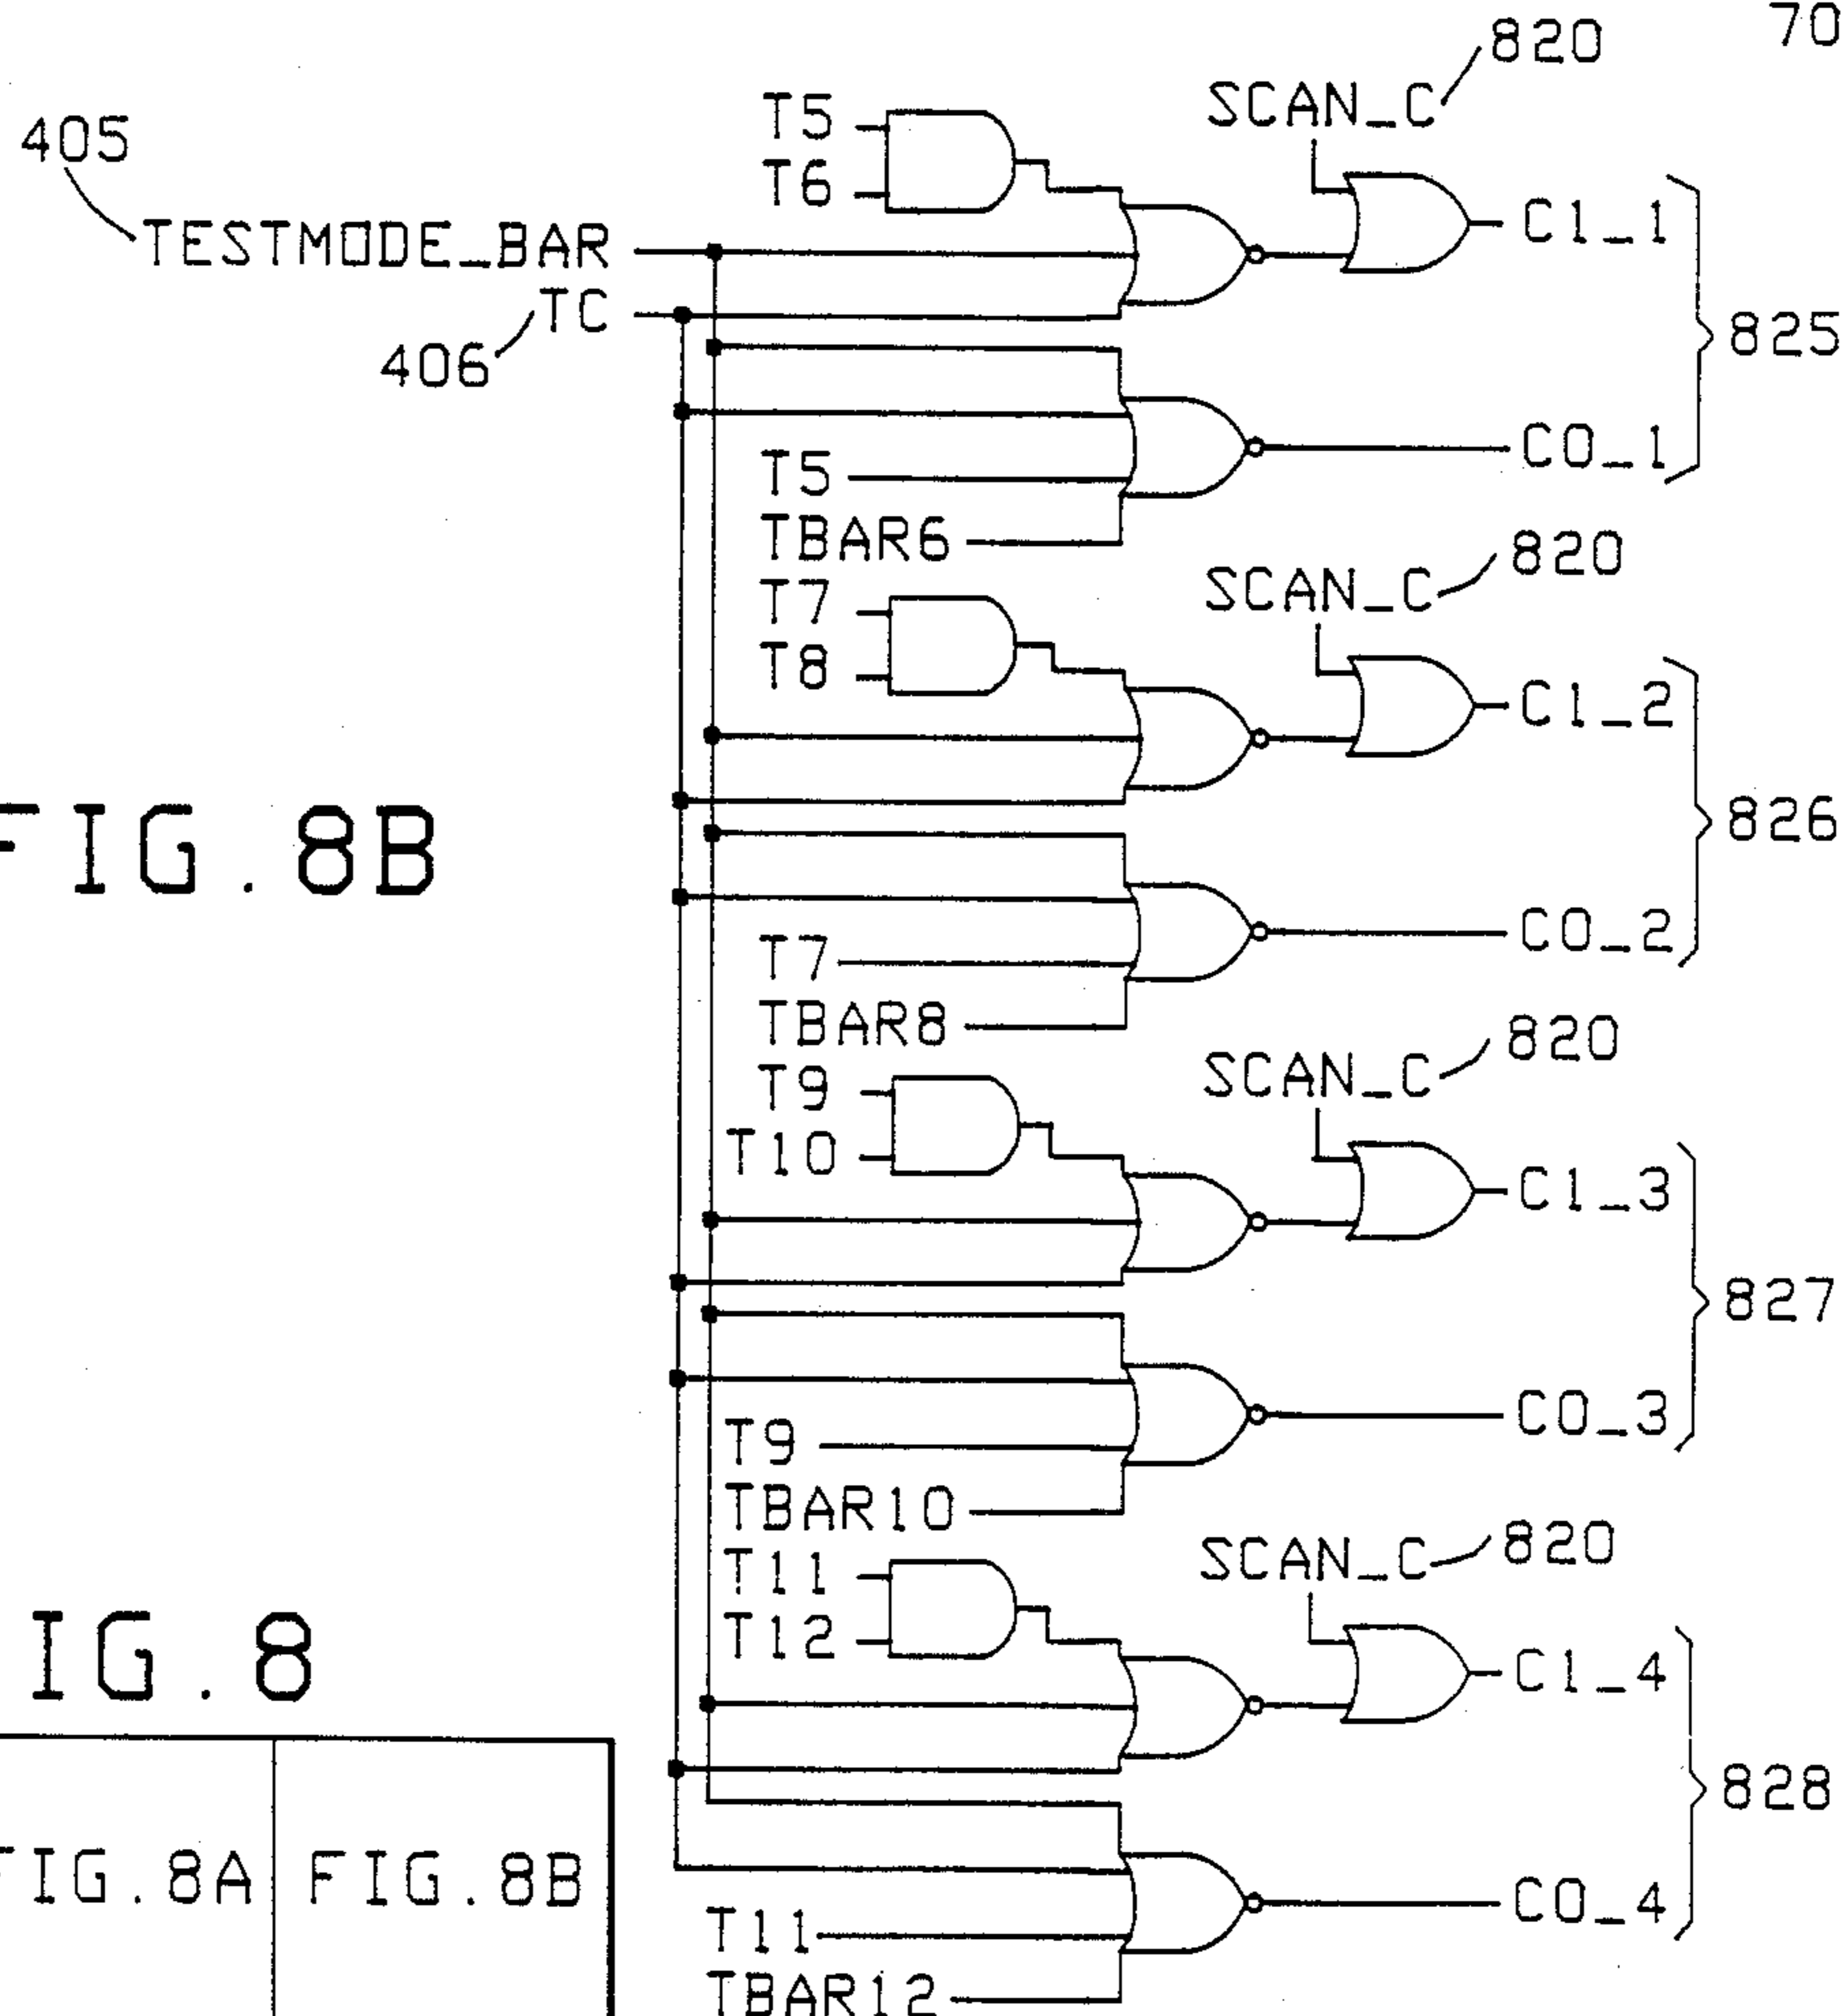 70
820
SCAN_C
405
T5
T6
TESTMODE_BAR
C1_1
TC
406
825
T5
C0_1
TBAR6
820
SCAN_C
T7
T8
C1_2
FIG. 8B
826
T7
C0_2
TBAR8
820
SCAN_C
T9
T10
C1_3
827
T9
C0_3
TBAR10
820
SCAN_C
T11
T12
IG. 8
C1_4
828
FIG. 8A
FIG. 8B
T11
C0_4
TBAR12